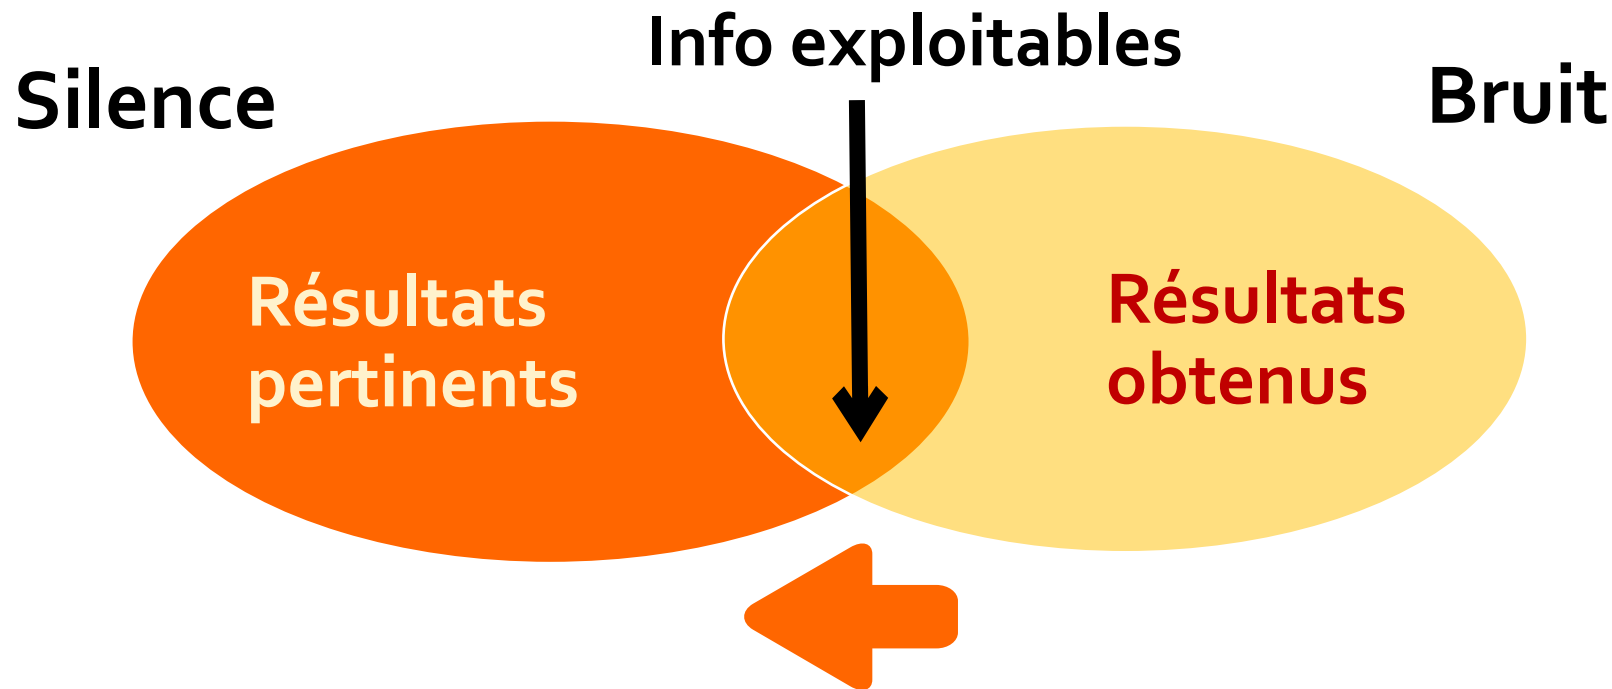 Info exploitables
Silence
Bruit
Résultats
pertinents
Résultats
obtenus